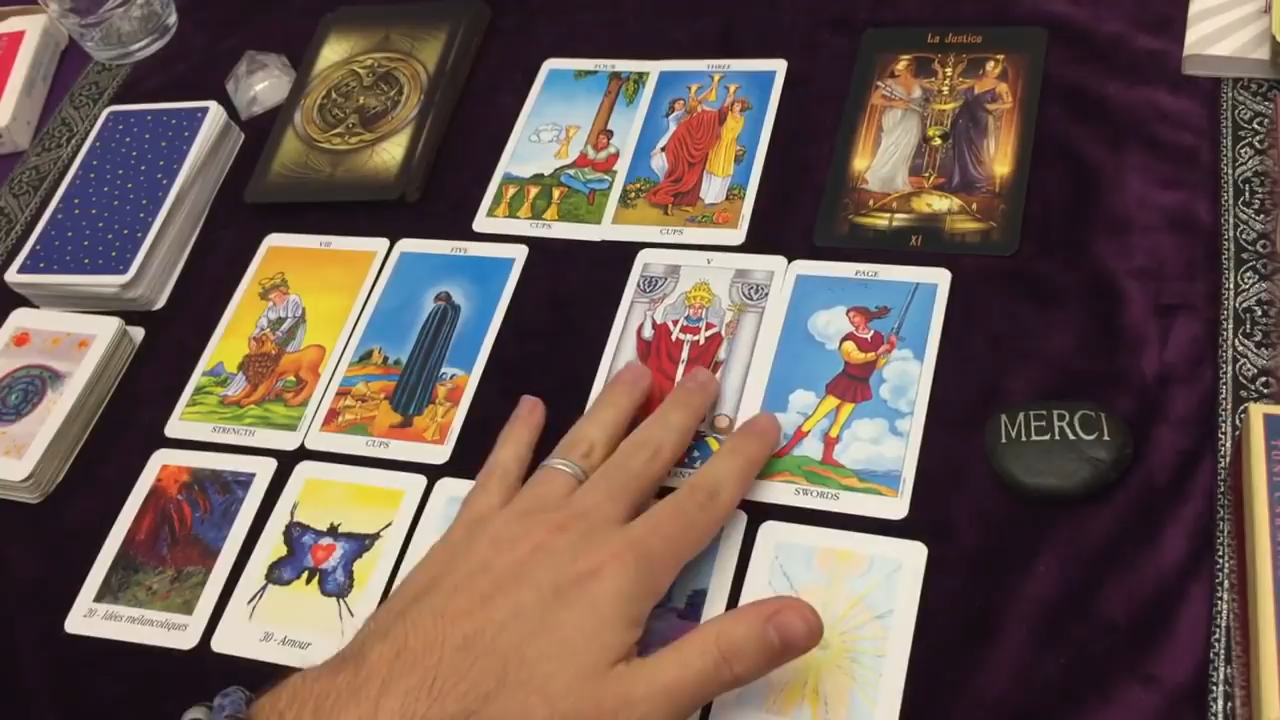 FOUR
THREE
CUPS
CUPS
La Justice
XI
VIII
STRENGTH
FIVE
CUPS
V
PAGE
SWORDS
MERCI
20 - Idées mélancoliques
30 - Amour